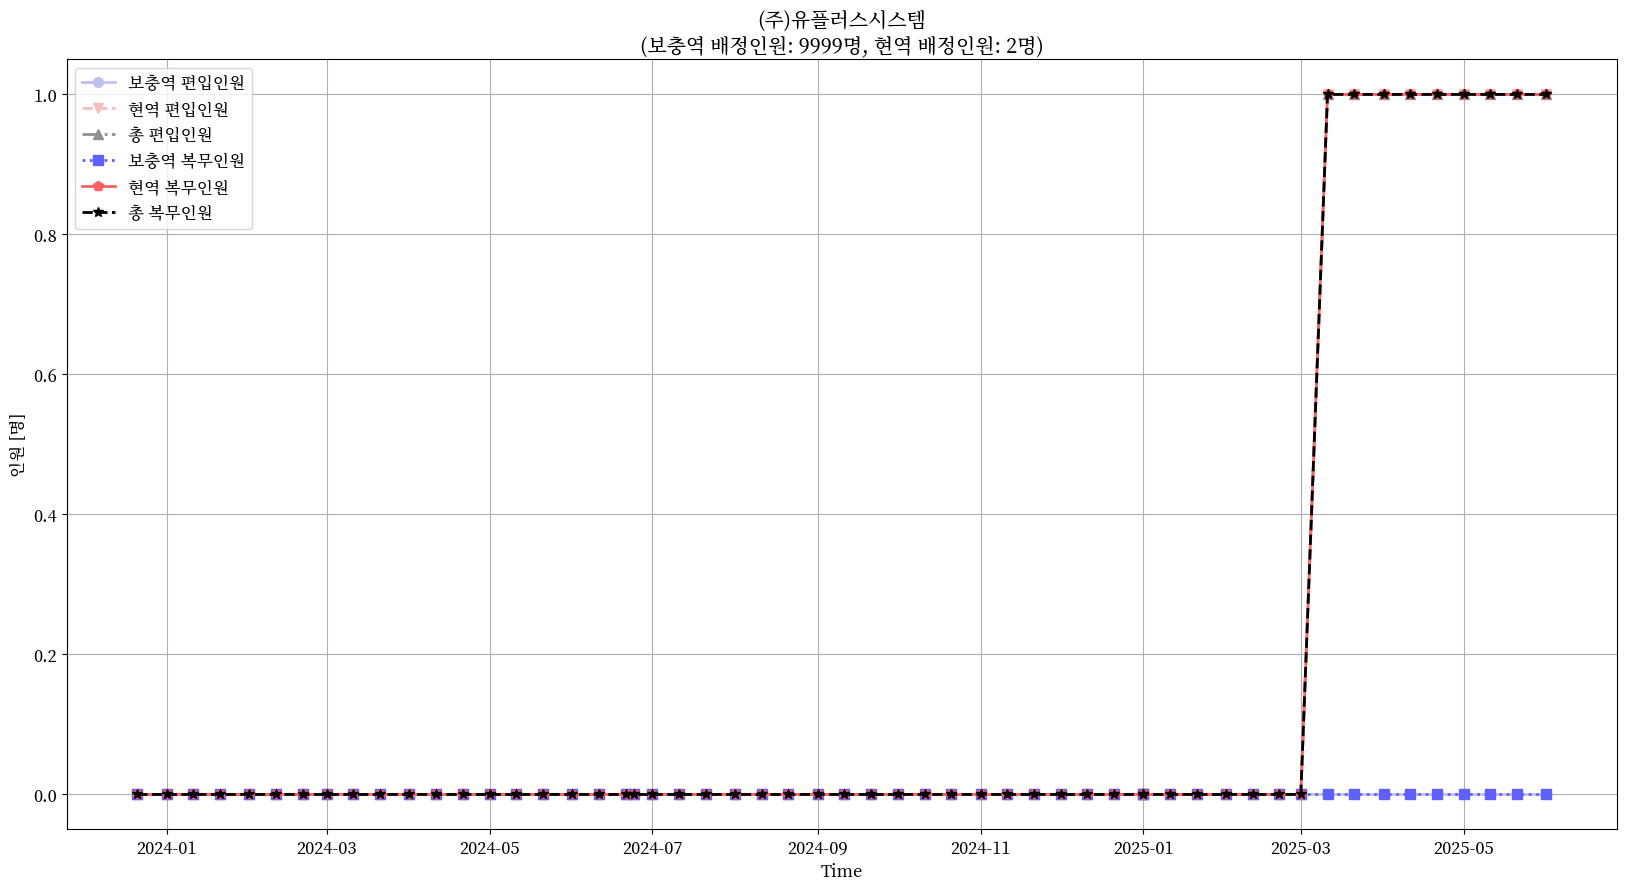 (주)유플러스시스템
(보충역 배정인원: 9999명, 현역 배정인원: 2명)
보충역 편입인원
현역 편입인원
총 편입인원
보충역 복무인원
현역 복무인원
총 복무인원
1.0
0.8
0.6
0.4
0.2
0.0
인원 [명]
2024-01
2024-03
2024-05
2024-07
2024-09
2024-11
2025-01
2025-03
2025-05
Time